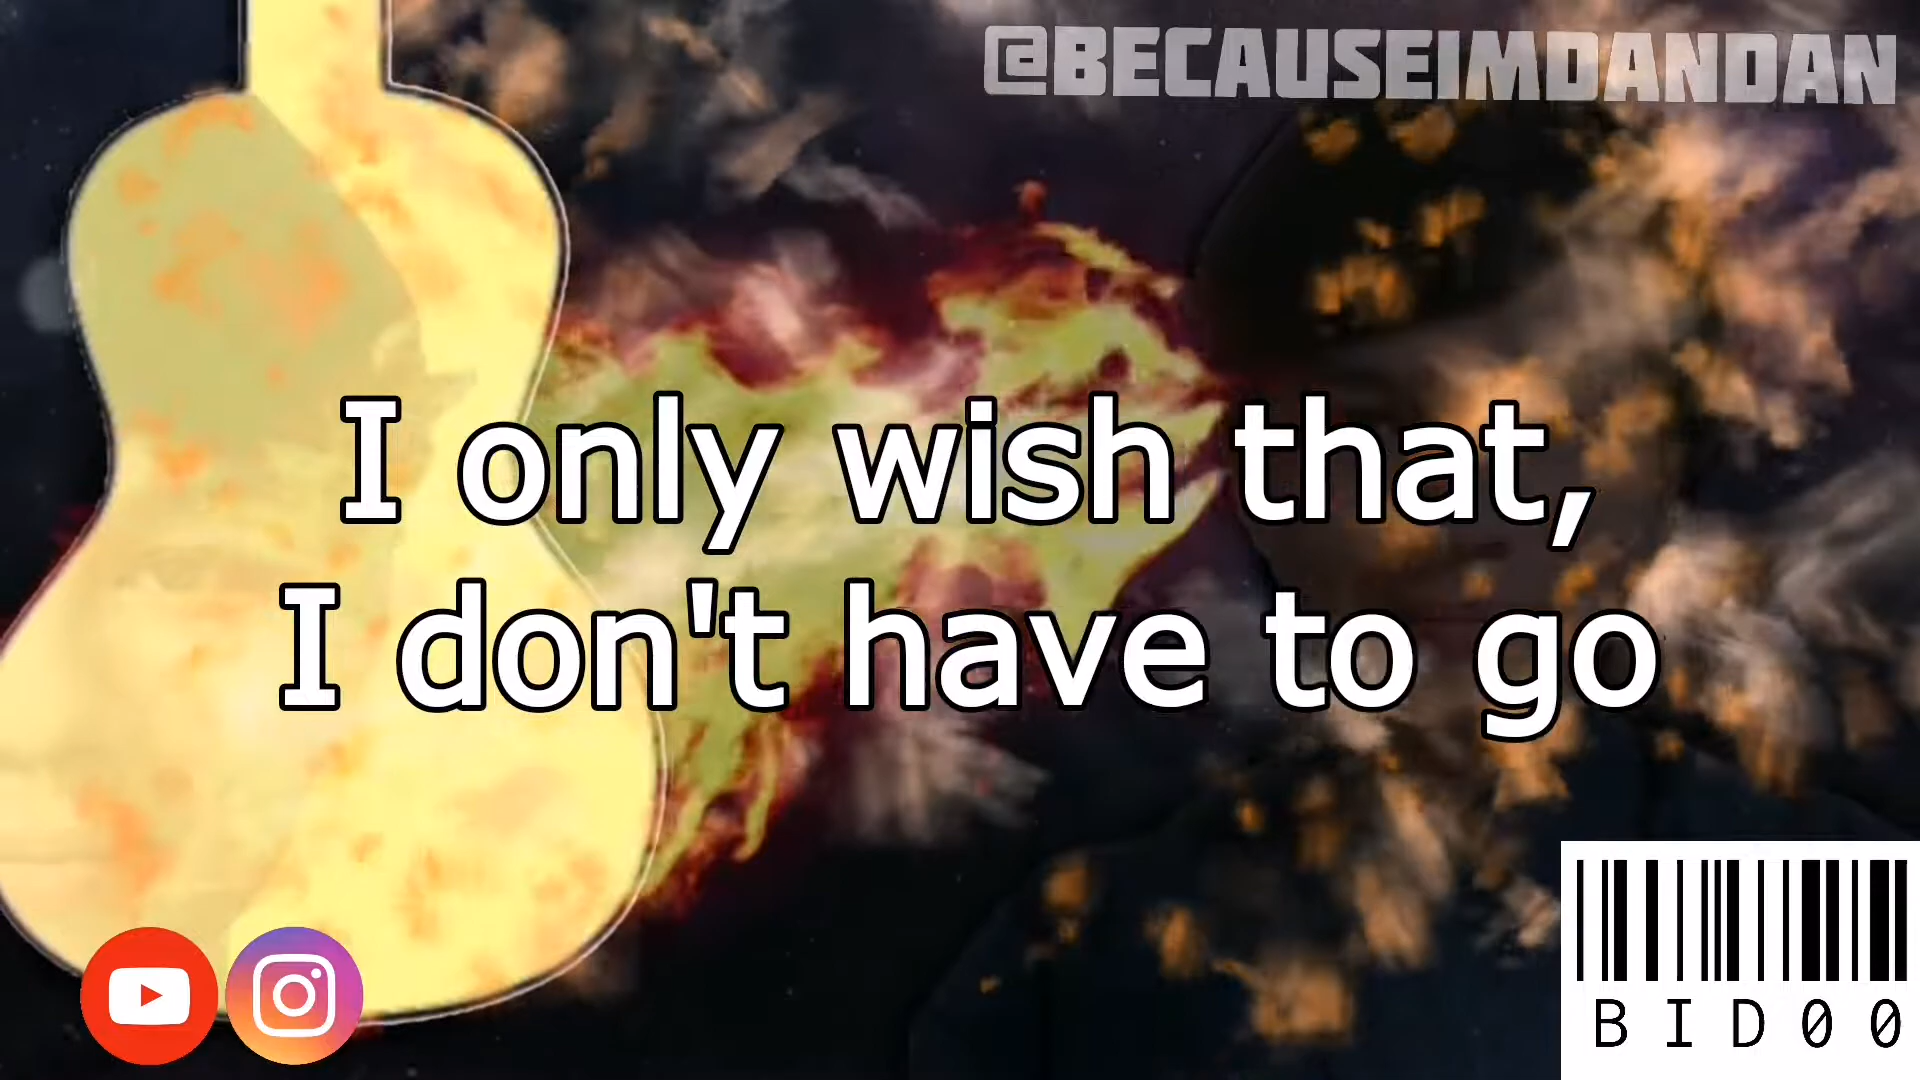 @BECAUSEIMDANDAN
I only wish that,
I don't have to go
BID00